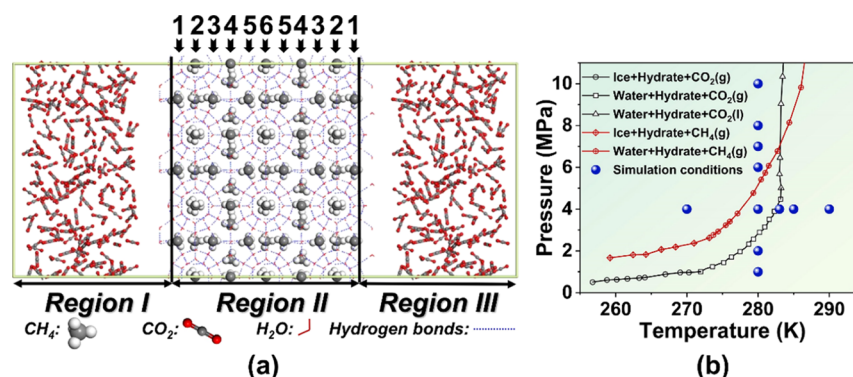 1 2 3 4 5 6 5 4 3 2 1
Region I
Region II
Region III
CH₄:
CO₂:
H₂O:
Hydrogen bonds:
(a)
Pressure (MPa)
10
8
6
4
2
0
Ice+Hydrate+CO₂(g)
Water+Hydrate+CO₂(g)
Water+Hydrate+CO₂(l)
Ice+Hydrate+CH₄(g)
Water+Hydrate+CH₄(g)
Simulation conditions
260 270 280 290
Temperature (K)
(b)